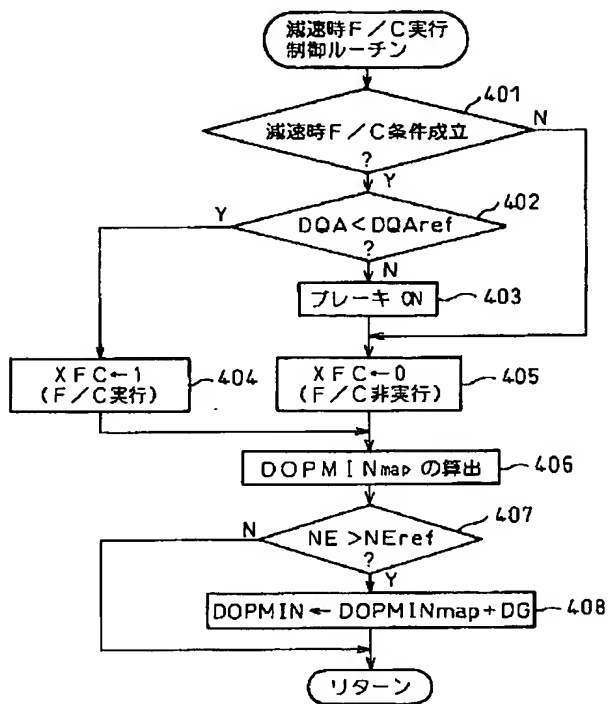 減速時F/C実行
制御ルーチン
401
減速時F/C条件成立
?
N
Y
402
DQA<DQAref
?
Y
N
ブレーキ ON
403
XFC←1
(F/C実行)
404
XFC←0
(F/C非実行)
405
DOPMINmap の算出
406
407
NE>NEref
?
N
Y
DOPMIN←DOPMINmap+DG
408
リターン